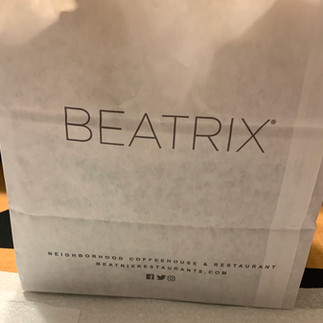 BEATRIX®
NEIGHBORHOOD COFFEEHOUSE & RESTAURANT
BEATRIXRESTAURANTS.COM